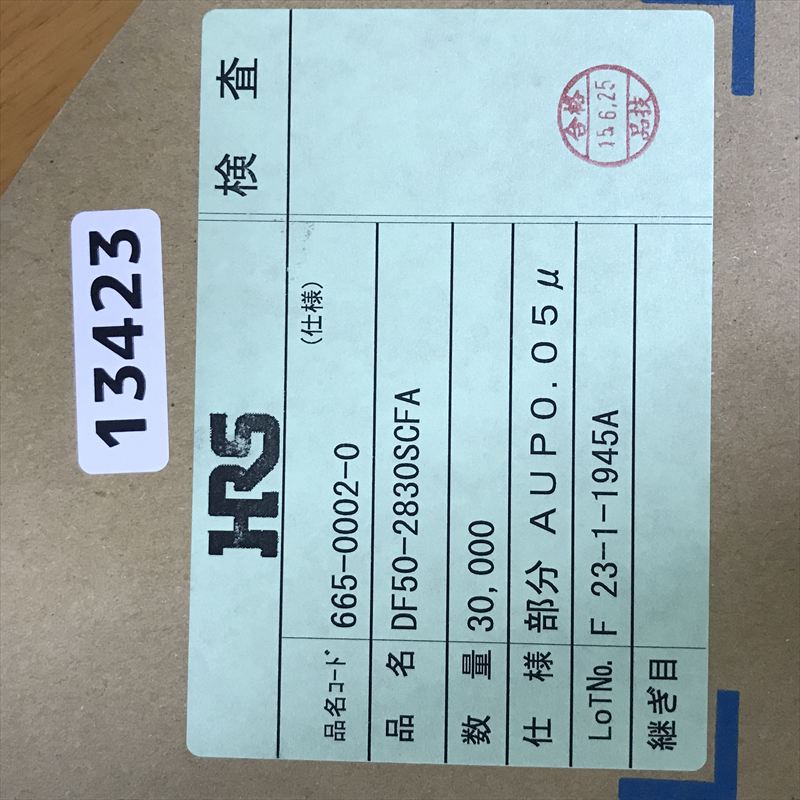 13423
HRS 検査
品名コード 665-0002-0 (仕様)
品名 DF50-2830SCFA
数量 30,000
仕様 部分 AUP0.05μ
LoTNo. F 23-1-1945A
継ぎ目
合格
15.6.25
品技